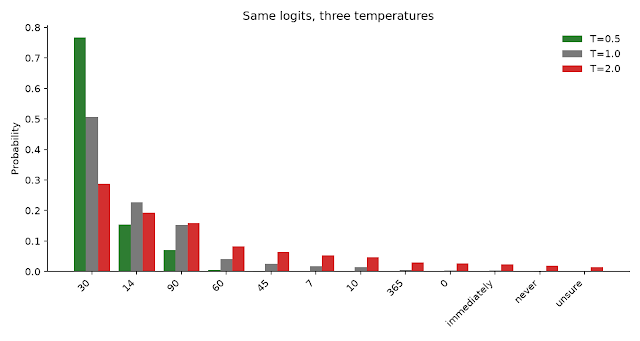 Same logits, three temperatures
T=0.5
T=1.0
T=2.0
Probability
0.8
0.7
0.6
0.5
0.4
0.3
0.2
0.1
0.0
30
14
90
60
45
7
10
365
0
immediately
never
unsure